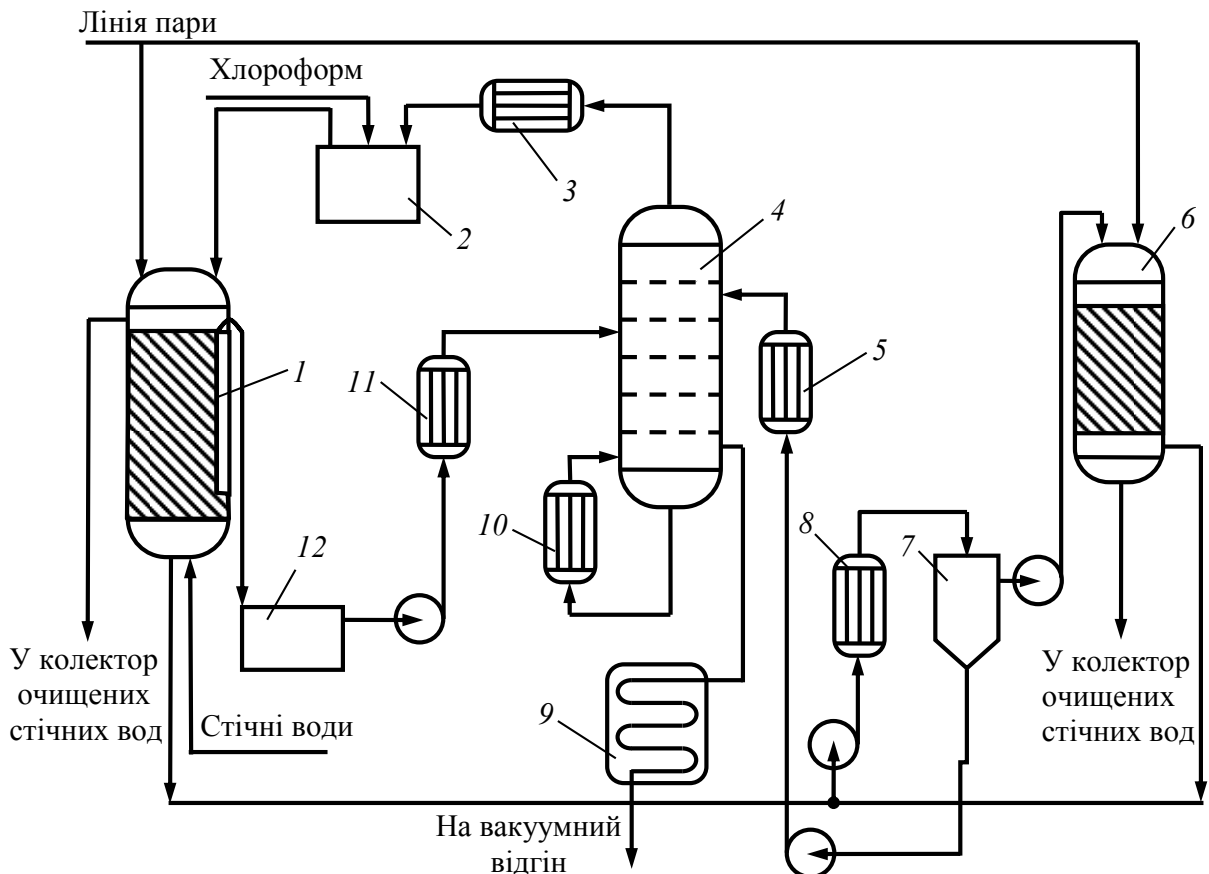 Лінія пари
Хлороформ
3
2
4
6
1
11
5
10
8
7
12
9
У колектор
очищених
стічних вод
Стічні води
У колектор
очищених
стічних вод
На вакуумний
відгін